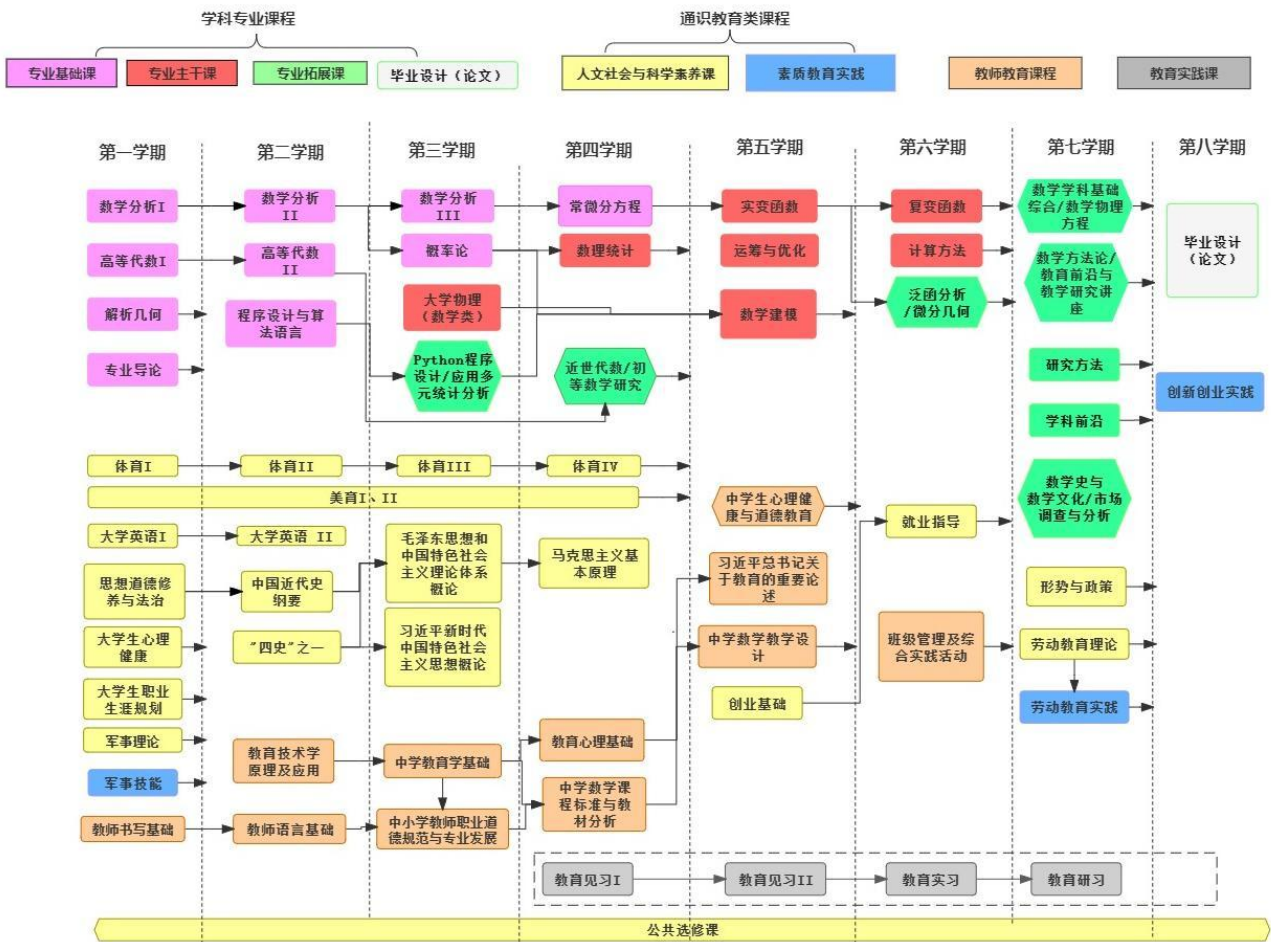 学科专业课程
通识教育类课程
专业基础课
专业主干课
专业拓展课
毕业设计（论文）
人文社会与科学素养课
素质教育实践
教师教育课程
教育实践课
第一学期
第二学期
第三学期
第四学期
第五学期
第六学期
第七学期
第八学期
数学分析I
数学分析
II
数学分析
III
常微分方程
实变函数
复变函数
数学学科基础
综合/数学物理
方程
高等代数I
高等代数
II
概率论
数理统计
运筹与优化
计算方法
数学方法论/
教育前沿与
教学研究讲
座
毕业设计
（论文）
解析几何
程序设计与算
法语言
大学物理
（数学类）
数学建模
泛函分析
/微分几何
专业导论
Python程序
设计/应用多
元统计分析
近世代数/初
等数学研究
研究方法
创新创业实践
学科前沿
体育I
体育II
体育III
体育IV
美育I、II
中学生心理健
康与道德教育
数学史与
数学文化/市场
调查与分析
大学英语I
大学英语 II
毛泽东思想和
中国特色社会
主义理论体系
概论
马克思主义基
本原理
就业指导
思想道德修
养与法治
中国近代史
纲要
习近平总书记关
于教育的重要论
述
形势与政策
大学生心理
健康
"四史"之一
习近平新时代
中国特色社会
主义思想概论
中学数学教学设
计
班级管理及综
合实践活动
劳动教育理论
大学生职业
生涯规划
创业基础
劳动教育实践
军事理论
教育技术学
原理及应用
中学教育学基础
教育心理基础
军事技能
中学数学课
程标准与教
材分析
教师书写基础
教师语言基础
中小学教师职业道
德规范与专业发展
教育见习I
教育见习II
教育实习
教育研习
公共选修课